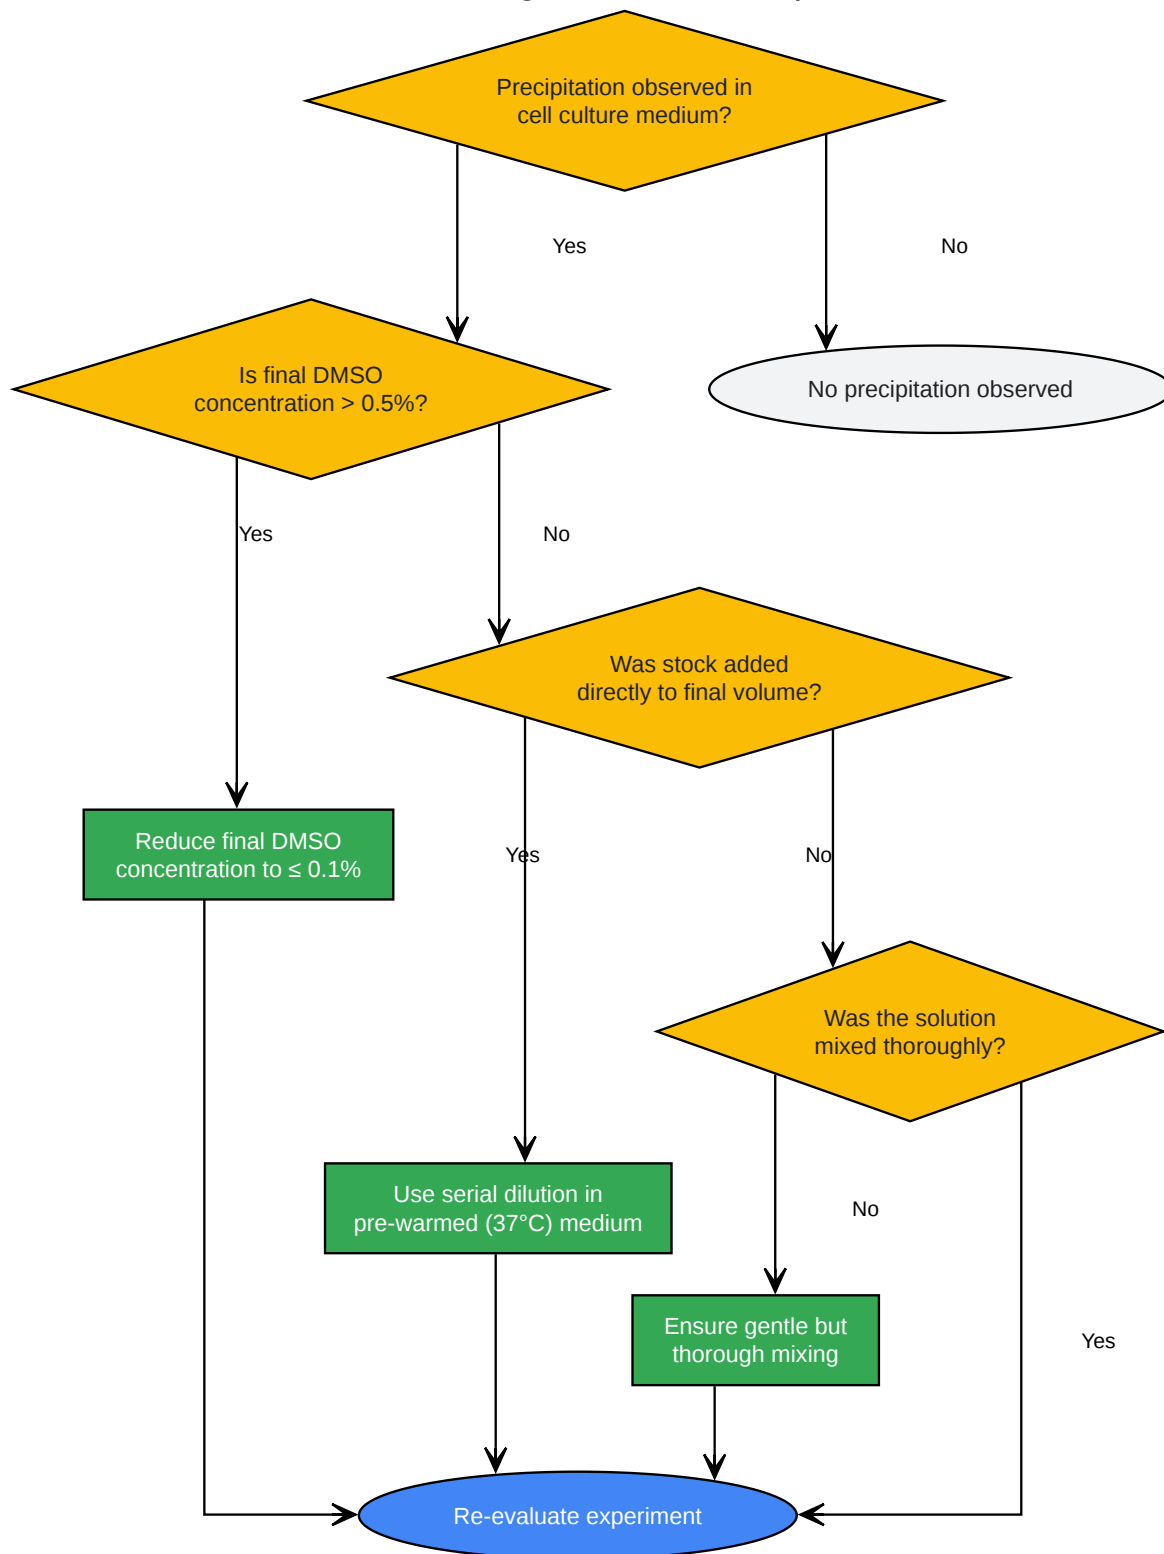 Precipitation observed in
cell culture medium?
Yes
No
Is final DMSO
concentration > 0.5%?
No precipitation observed
Yes
No
Was stock added
directly to final volume?
Reduce final DMSO
concentration to ≤ 0.1%
Yes
No
Was the solution
mixed thoroughly?
Use serial dilution in
pre-warmed (37°C) medium
No
Ensure gentle but
thorough mixing
Yes
Re-evaluate experiment